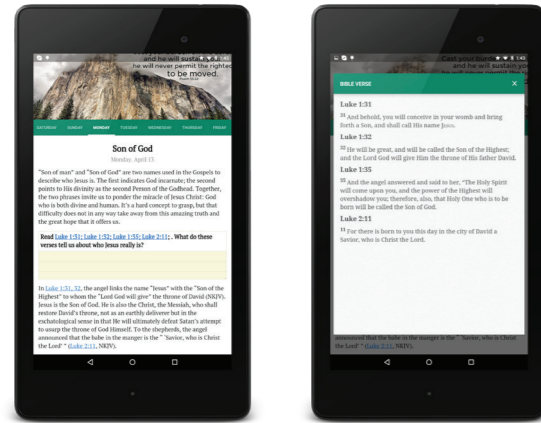 and he will sustain
he will never permit the righteo
to be moved.
Psalm 55:22
SATURDAY SUNDAY MONDAY TUESDAY WEDNESDAY THURSDAY FRIDAY
Son of God
Monday, April 13
“Son of man” and “Son of God” are two names used in the Gospels to
describe who Jesus is. The first indicates God incarnate; the second
points to His divinity as the second Person of the Godhead. Together,
the two phrases invite us to ponder the miracle of Jesus Christ: God
who is both divine and human. It's a hard concept to grasp, but that
difficulty does not in any way take away from this amazing truth and
the great hope that it offers us.
Read Luke 1:31; Luke 1:32; Luke 1:35; Luke 2:11; . What do these
verses tell us about who Jesus really is?
In Luke 1:31, 32, the angel links the name “Jesus” with the “Son of the
Highest” to whom the “Lord God will give” the throne of David (NKJV).
Jesus is the Son of God. He is also the Christ, the Messiah, who shall
restore David's throne, not as an earthly deliverer but in the
eschatological sense in that He will ultimately defeat Satan's attempt
to usurp the throne of God Himself. To the shepherds, the angel
announced that the babe in the manger is the “ ‘Savior, who is Christ
the Lord’ ” (Luke 2:11, NKJV).
1:43
Cast your burd
and he will sustain you
BIBLE VERSE ×
Luke 1:31
31 And behold, you will conceive in your womb and bring
forth a Son, and shall call His name Jesus.
Luke 1:32
32 He will be great, and will be called the Son of the Highest;
and the Lord God will give Him the throne of His father David.
Luke 1:35
35 And the angel answered and said to her, “The Holy Spirit
will come upon you, and the power of the Highest will
overshadow you; therefore, also, that Holy One who is to be
born will be called the Son of God.
Luke 2:11
11 For there is born to you this day in the city of David a
Savior, who is Christ the Lord.
announced that the babe in the manger is the “ ‘Savior, who is Christ
the Lord’ ” (Luke 2:11, NKJV).